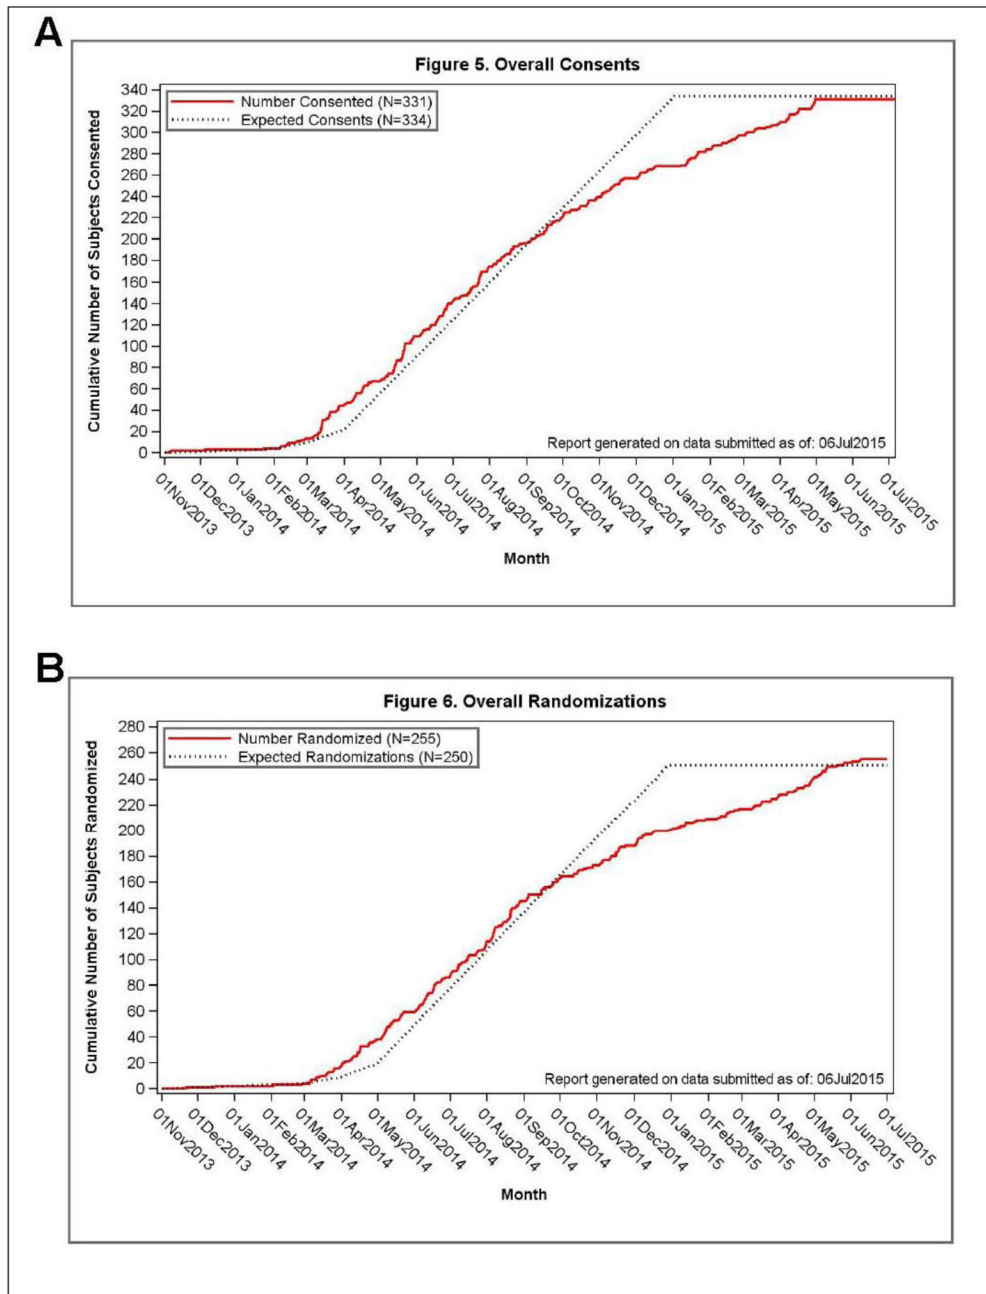 A
Figure 5. Overall Consents
Number Consented (N=331)
Expected Consents (N=334)
Cumulative Number of Subjects Consented
340
320
300
280
260
240
220
200
180
160
140
120
100
80
60
40
20
0
Report generated on data submitted as of: 06Jul2015
01Nov2013
01Dec2013
01Jan2014
01Feb2014
01Mar2014
01Apr2014
01May2014
01Jun2014
01Jul2014
01Aug2014
01Sep2014
01Oct2014
01Nov2014
01Dec2014
01Jan2015
01Feb2015
01Mar2015
01Apr2015
01May2015
01Jun2015
01Jul2015
Month
B
Figure 6. Overall Randomizations
Number Randomized (N=255)
Expected Randomizations (N=250)
Cumulative Number of Subjects Randomized
280
260
240
220
200
180
160
140
120
100
80
60
40
20
0
Report generated on data submitted as of: 06Jul2015
01Nov2013
01Dec2013
01Jan2014
01Feb2014
01Mar2014
01Apr2014
01May2014
01Jun2014
01Jul2014
01Aug2014
01Sep2014
01Oct2014
01Nov2014
01Dec2014
01Jan2015
01Feb2015
01Mar2015
01Apr2015
01May2015
01Jun2015
01Jul2015
Month